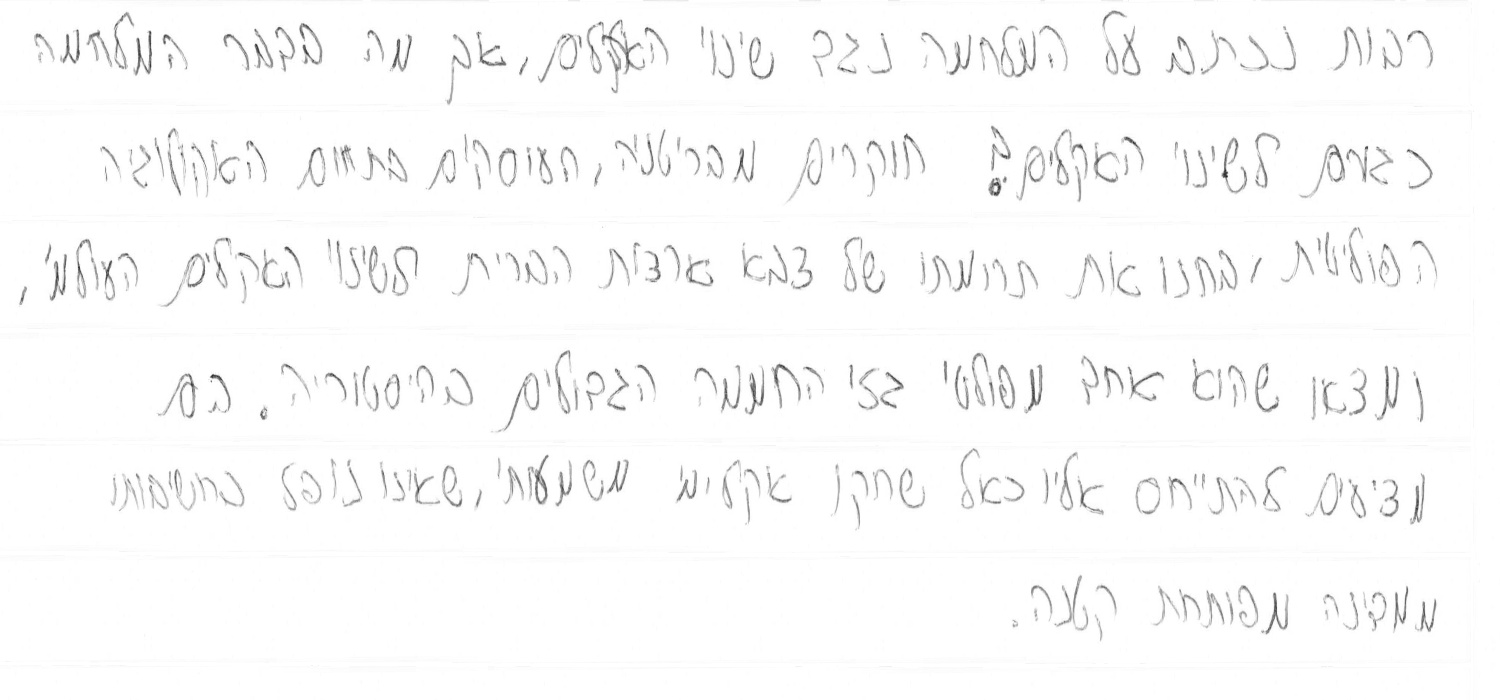 רבות נכתב על המלחמה נגד שינוי האקלים, אך מה בדבר המלחמה
כגורם לשינוי האקלים? חוקרים מבריטניה, העוסקים בתחום האקולוגיה
הפוליטית, בחנו את תרומתו של צבא ארצות הברית לשינוי האקלים העולמי,
ומצאו שהוא אחד מפולטי גזי החממה הגדולים בהיסטוריה. הם
מציעים להתייחס אליו כאל שחקן אקלימי משמעותי, שאינו נופל בחשיבותו
ממדינה מפותחת קטנה.